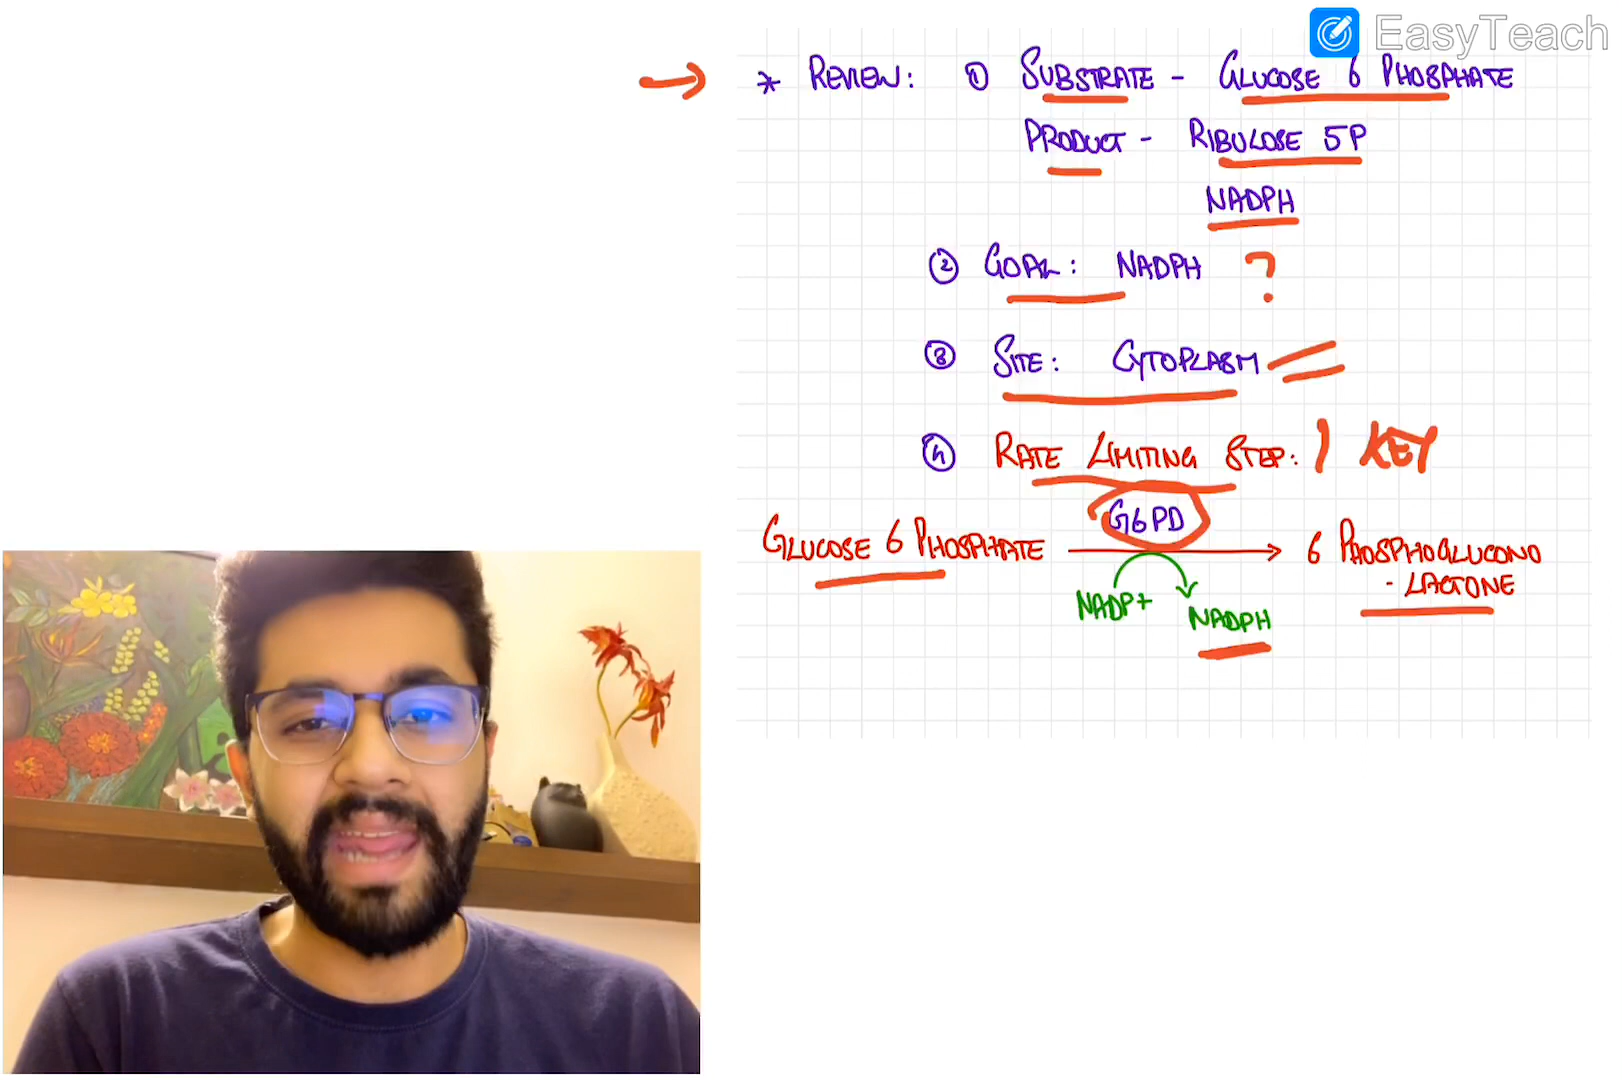 EasyTeach
* REVIEW: ① SUBSTRATE - GLUCOSE 6 PHOSPHATE
PRODUCT - RIBULOSE 5P
NADPH
② GOAL: NADPH ?
③ SITE: CYTOPLASM
④ RATE LIMITING STEP: KEY
G6PD
GLUCOSE 6 PHOSPHATE → 6 PHOSPHOGLUCONO
- LACTONE
NADP+ NADPH